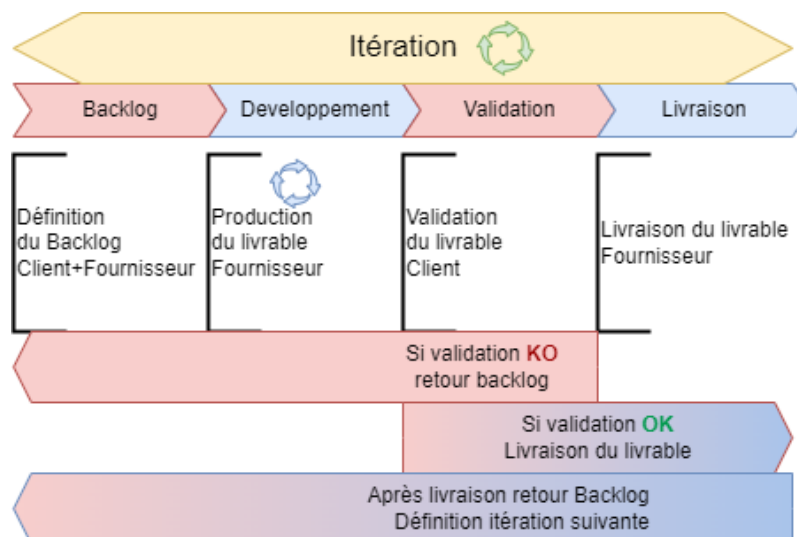 Itération
Backlog
Developpement
Validation
Livraison
Définition
du Backlog
Client+Fournisseur
Production
du livrable
Fournisseur
Validation
du livrable
Client
Livraison du livrable
Fournisseur
Si validation KO
retour backlog
Si validation OK
Livraison du livrable
Après livraison retour Backlog
Définition itération suivante